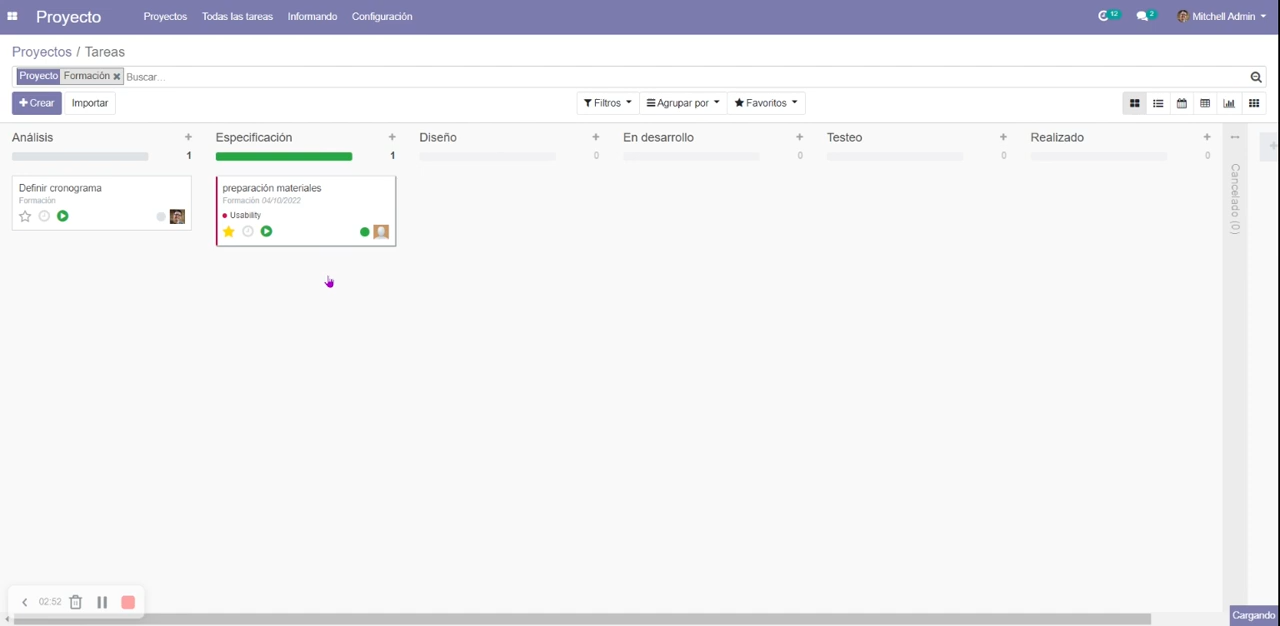 Proyecto Proyectos Todas las tareas Informando Configuración 12 2 Mitchell Admin
Proyectos / Tareas
Proyecto Formación Buscar...
Crear Importar Filtros Agrupar por Favoritos
Análisis Especificación Diseño En desarrollo Testeo Realizado
1 1 0 0 0 0
Cancelado (0)
Definir cronograma
Formación
preparación materiales
Formación 04/10/2022
Usability
02:52
Cargando